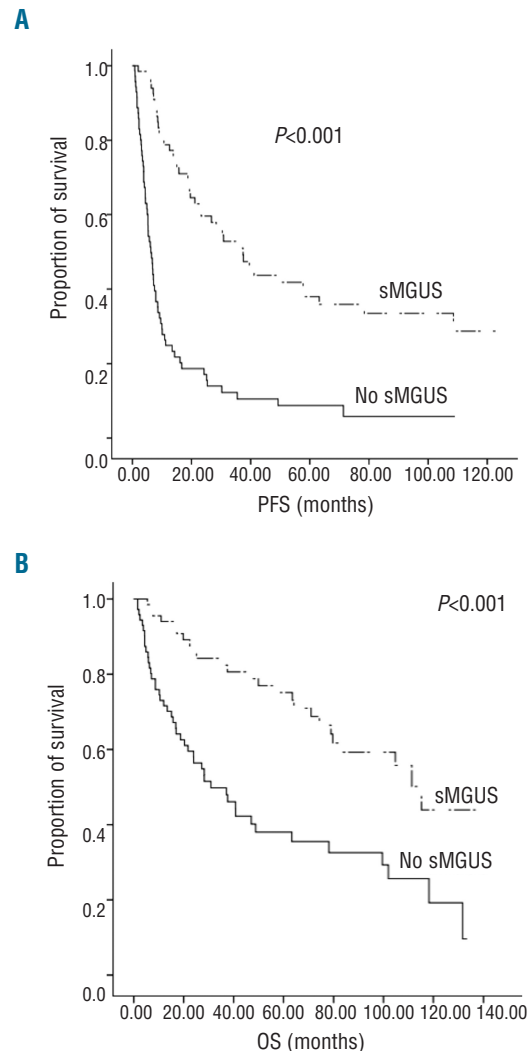 A
1.0
0.8
0.6
0.4
0.2
0.0
Proportion of survival
P<0.001
sMGUS
No sMGUS
0.00 20.00 40.00 60.00 80.00 100.00 120.00
PFS (months)
B
1.0
0.8
0.6
0.4
0.2
0.0
Proportion of survival
P<0.001
sMGUS
No sMGUS
0.00 20.00 40.00 60.00 80.00 100.00 120.00 140.00
OS (months)